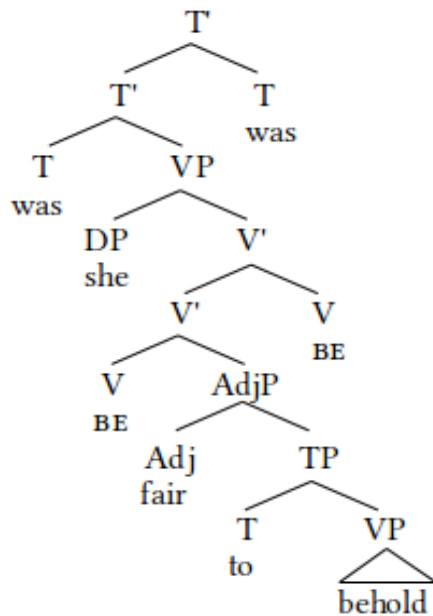 T'
T' T
was
T VP
was
DP V'
she
V' V
BE
V AdjP
BE
Adj TP
fair
T VP
to
behold